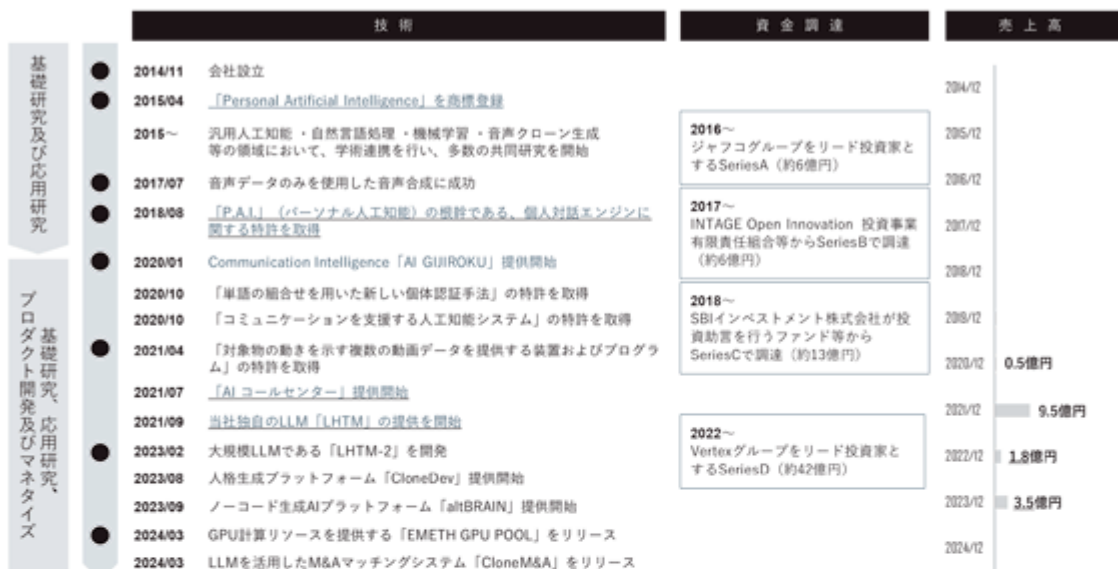 技術
資金調達
売上高
基礎研究及び応用研究
基礎研究、応用研究、
プロダクト開発及びマネタイズ
2014/11 会社設立
2015/04 「Personal Artificial Intelligence」を商標登録
2015～ 汎用人工知能・自然言語処理・機械学習・音声クローン生成
等の領域において、学術連携を行い、多数の共同研究を開始
2017/07 音声データのみを使用した音声合成に成功
2018/08 「P.A.I.」（パーソナル人工知能）の根幹である、個人対話エンジンに
関する特許を取得
2020/01 Communication Intelligence「AI GIJIROKU」提供開始
2020/10 「単語の組合せを用いた新しい個体認証手法」の特許を取得
2020/10 「コミュニケーションを支援する人工知能システム」の特許を取得
2021/04 「対象物の動きを示す複数の動画データを提供する装置およびプログラ
ム」の特許を取得
2021/07 「AI コールセンター」提供開始
2021/09 当社独自のLLM「LHTM」の提供を開始
2023/02 大規模LLMである「LHTM-2」を開発
2023/08 人格生成プラットフォーム「CloneDev」提供開始
2023/09 ノーコード生成AIプラットフォーム「altBRAIN」提供開始
2024/03 GPU計算リソースを提供する「EMETH GPU POOL」をリリース
2024/03 LLMを活用したM&Aマッチングシステム「CloneM&A」をリリース
2016～
ジャフコグループをリード投資家と
するSeriesA（約6億円）
2017～
INTAGE Open Innovation 投資事業
有限責任組合等からSeriesBで調達
（約6億円）
2018～
SBIインベストメント株式会社が投
資助言を行うファンド等から
SeriesCで調達（約13億円）
2022～
Vertexグループをリード投資家と
するSeriesD（約42億円）
2014/12
2015/12
2016/12
2017/12
2018/12
2019/12
2020/12 0.5億円
2021/12 9.5億円
2022/12 1.8億円
2023/12 3.5億円
2024/12